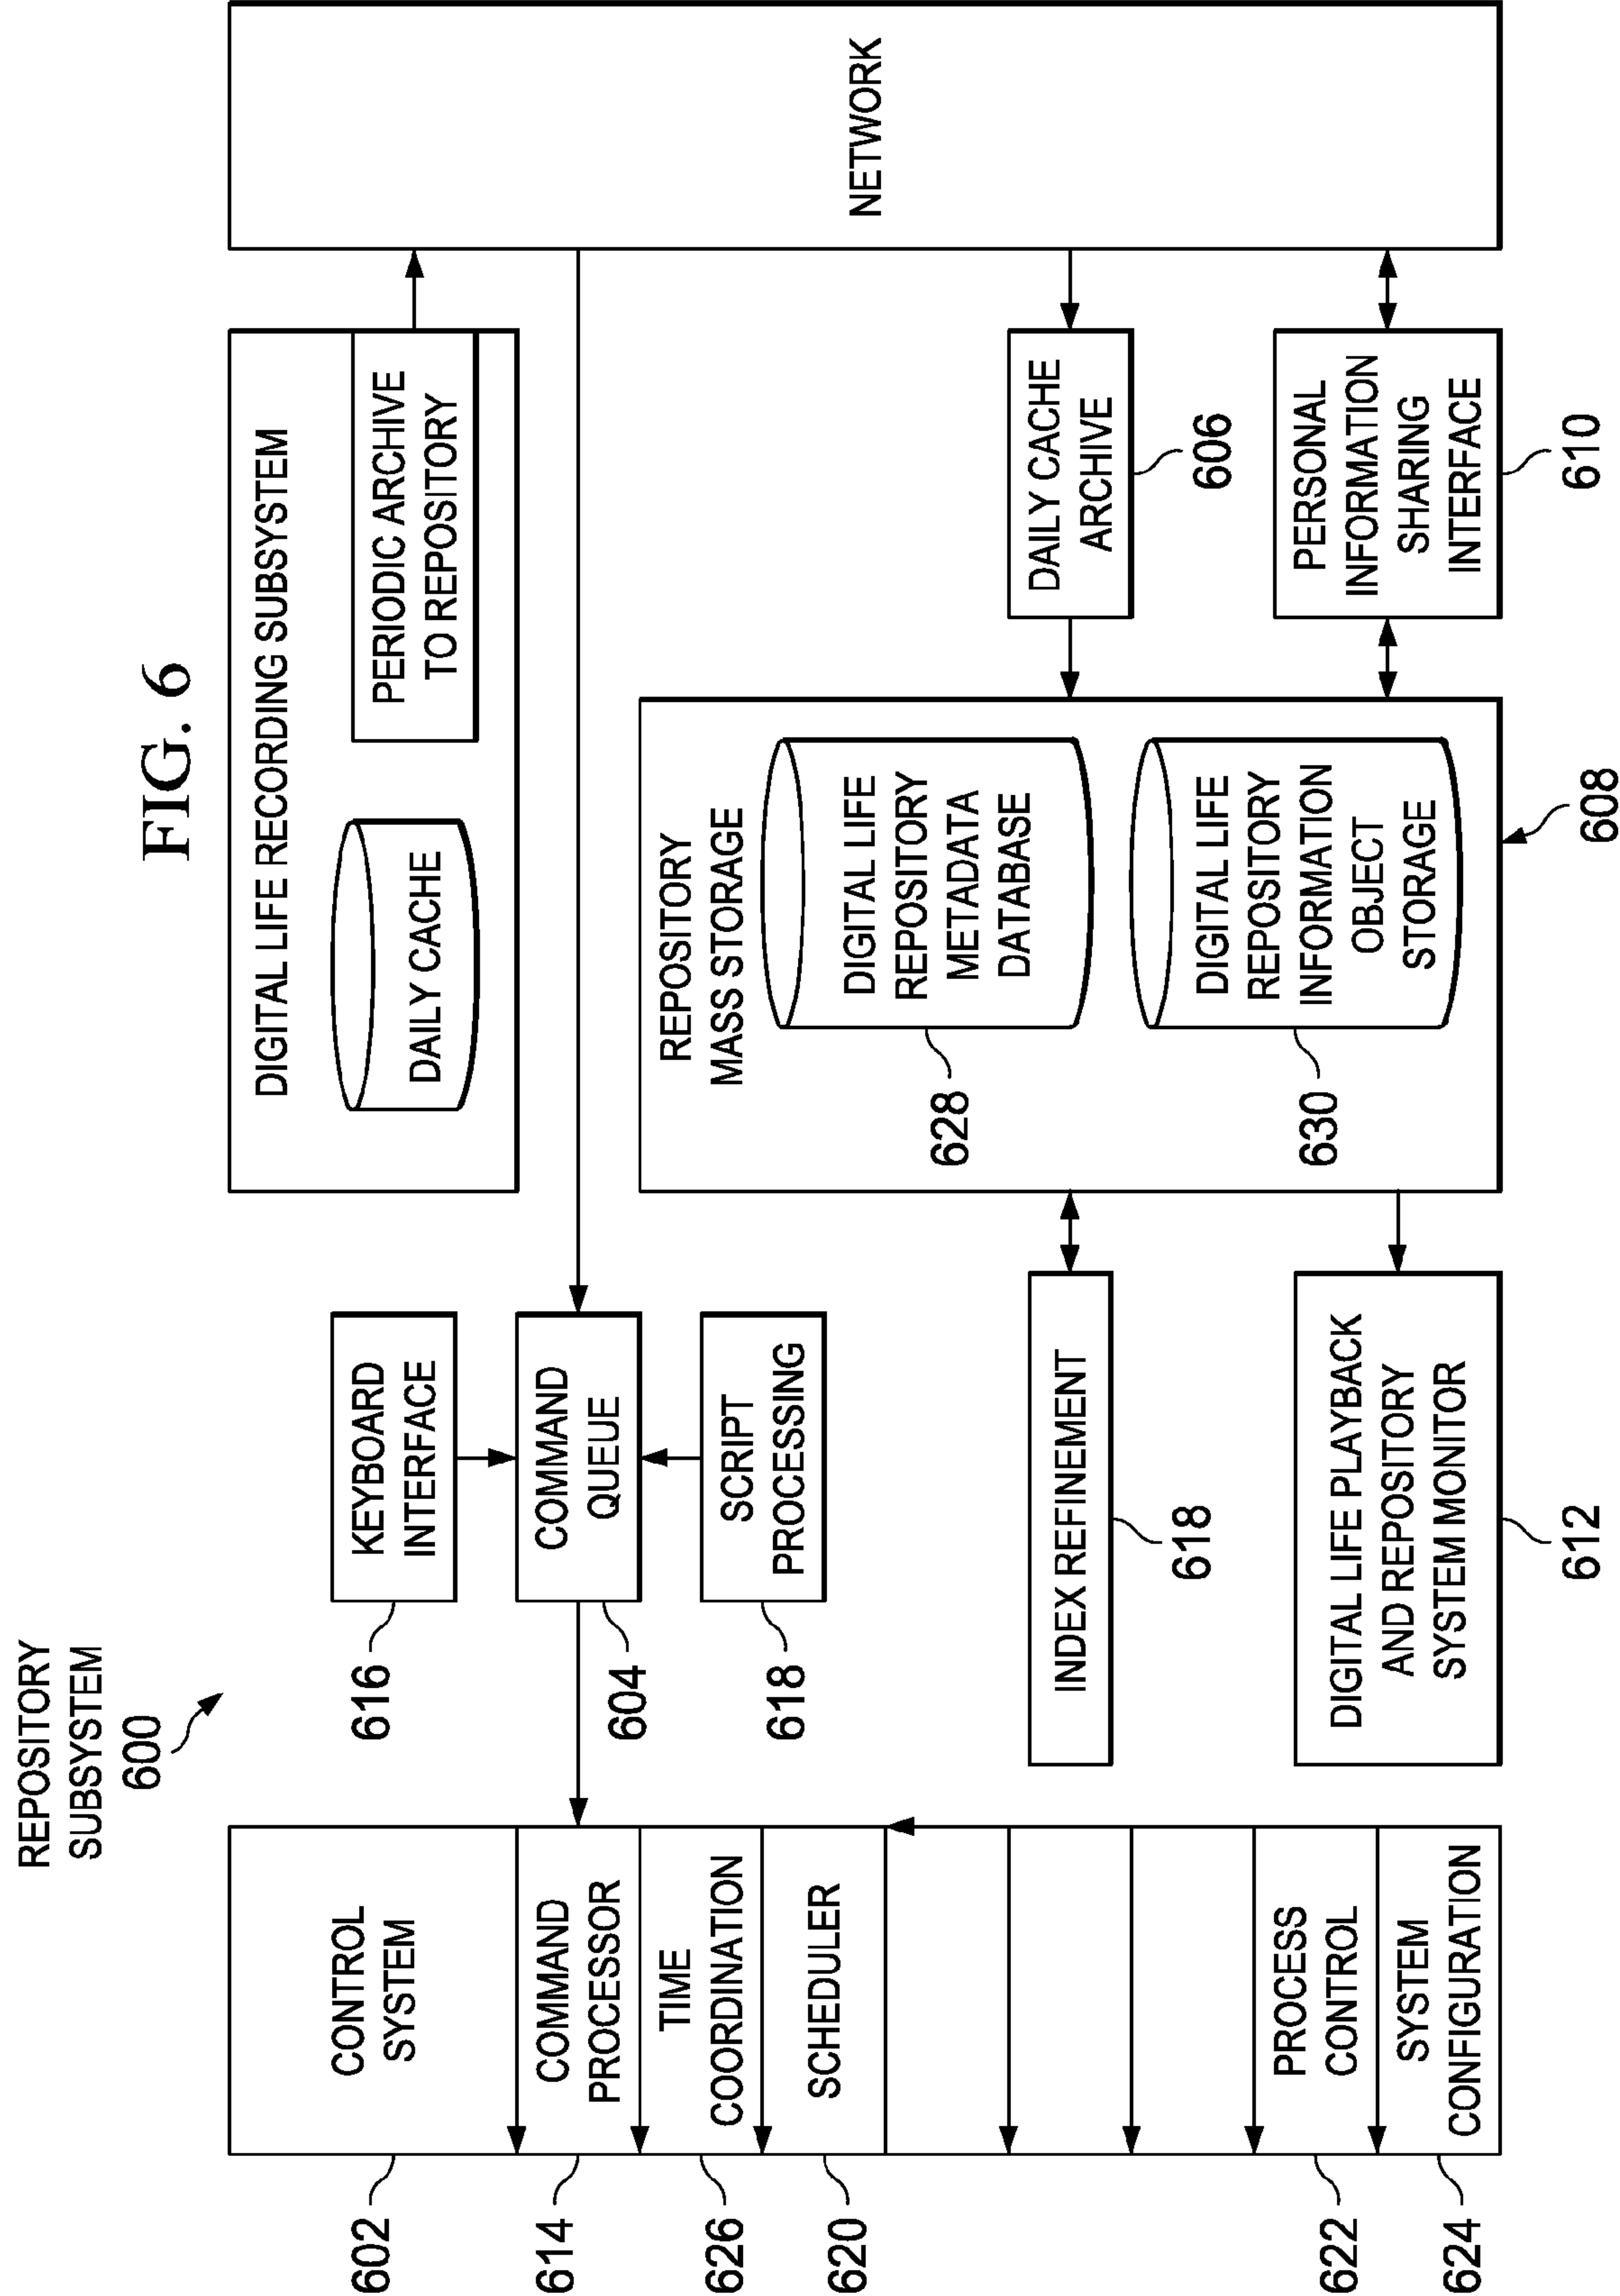 FIG. 6
REPOSITORY
SUBSYSTEM
600
CONTROL
SYSTEM
602
COMMAND
PROCESSOR
614
TIME
COORDINATION
626
SCHEDULER
620
PROCESS
CONTROL
622
SYSTEM
CONFIGURATION
624
KEYBOARD
INTERFACE
616
COMMAND
QUEUE
604
SCRIPT
PROCESSING
618
INDEX REFINEMENT
618
DIGITAL LIFE PLAYBACK
AND REPOSITORY
SYSTEM MONITOR
612
DIGITAL LIFE RECORDING SUBSYSTEM
DAILY CACHE
PERIODIC ARCHIVE
TO REPOSITORY
REPOSITORY
MASS STORAGE
DIGITAL LIFE
REPOSITORY
METADATA
DATABASE
628
DIGITAL LIFE
REPOSITORY
INFORMATION
OBJECT
STORAGE
630
608
DAILY CACHE
ARCHIVE
606
PERSONAL
INFORMATION
SHARING
INTERFACE
610
NETWORK